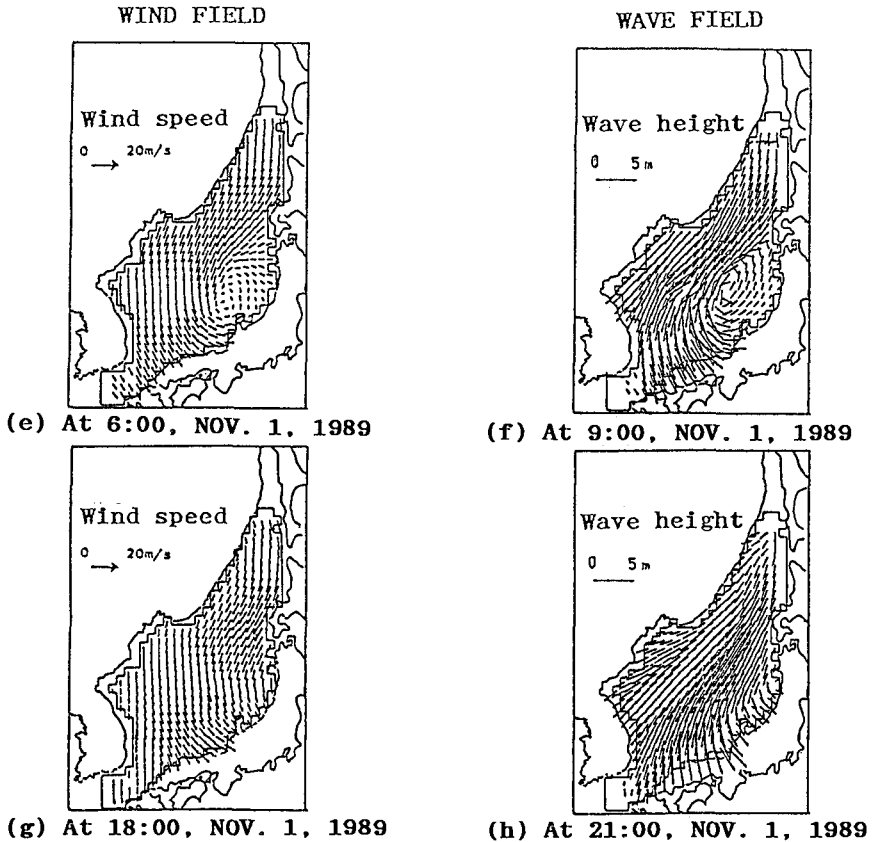 WIND FIELD
WAVE FIELD
Wind speed
0 20m/s
Wave height
0 5m
(e) At 6:00, NOV. 1, 1989
(f) At 9:00, NOV. 1, 1989
Wind speed
0 20m/s
Wave height
0 5m
(g) At 18:00, NOV. 1, 1989
(h) At 21:00, NOV. 1, 1989